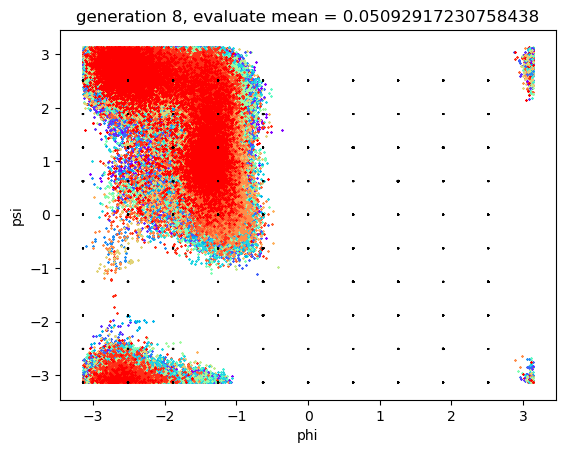 generation 8, evaluate mean = 0.05092917230758438
3
2
1
0
−1
−2
−3
psi
−3 −2 −1 0 1 2 3
phi